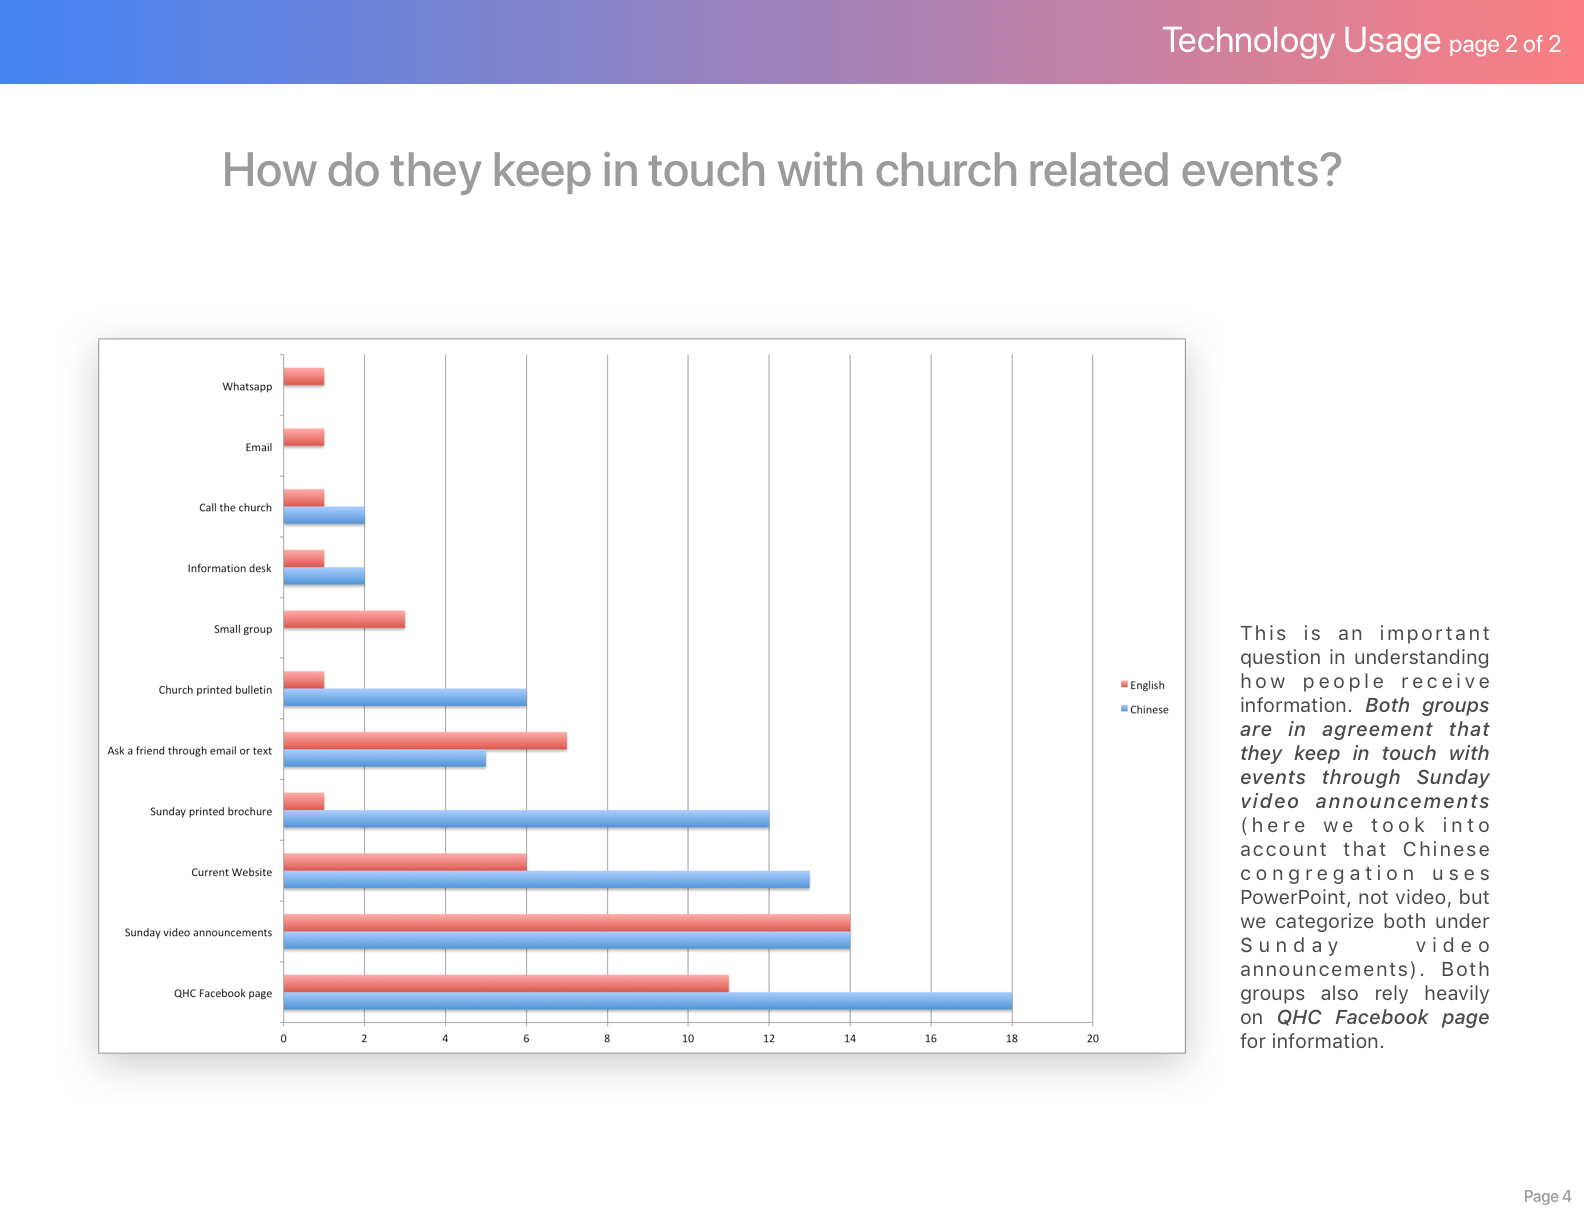 Technology Usage page 2 of 2
How do they keep in touch with church related events?
Whatsapp
Email
Call the church
Information desk
Small group
Church printed bulletin
Ask a friend through email or text
Sunday printed brochure
Current Website
Sunday video announcements
QHC Facebook page
0 2 4 6 8 10 12 14 16 18 20
English
Chinese
This is an important
question in understanding
how people receive
information. Both groups
are in agreement that
they keep in touch with
events through Sunday
video announcements
(here we took into
account that Chinese
congregation uses
PowerPoint, not video, but
we categorize both under
Sunday video
announcements). Both
groups also rely heavily
on QHC Facebook page
for information.
Page 4